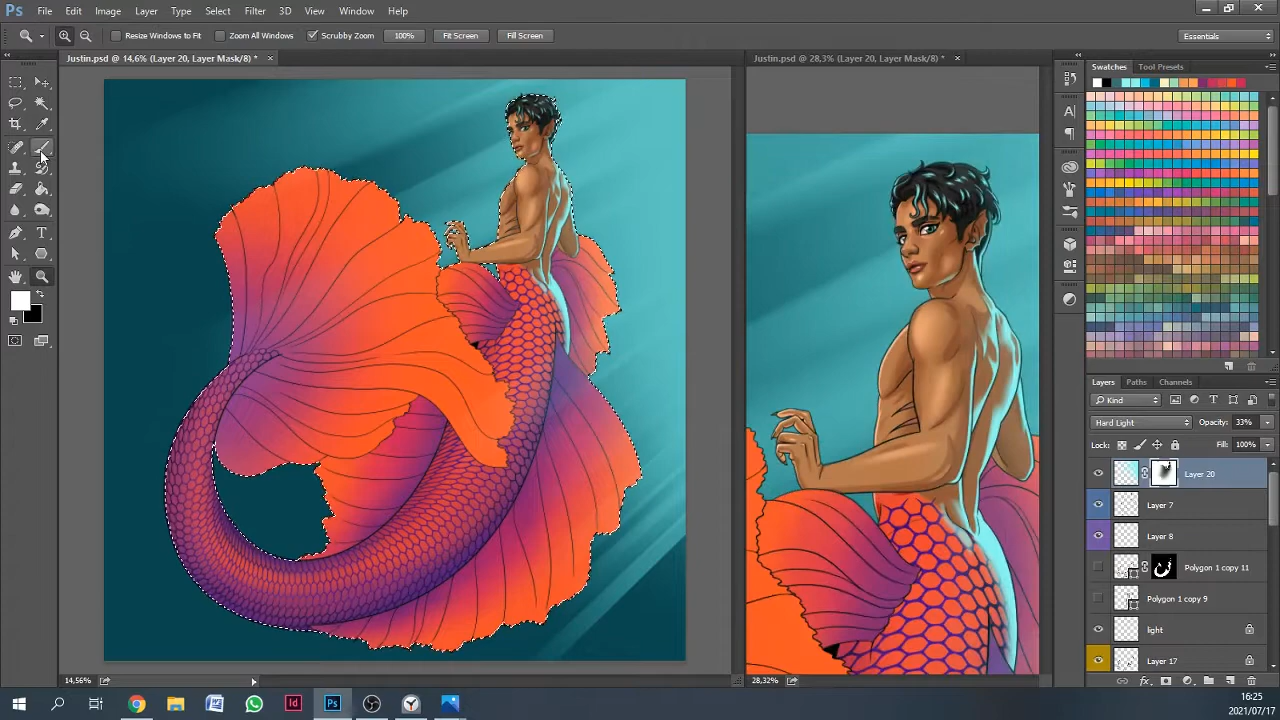 Ps File Edit Image Layer Type Select Filter 3D View Window Help
Resize Windows to Fit Zoom All Windows Scrubby Zoom 100% Fit Screen Fill Screen Essentials
Justin.psd @ 14,6% (Layer 20, Layer Mask/8) * Justin.psd @ 28,3% (Layer 20, Layer Mask/8) *
Swatches Tool Presets
Layers Paths Channels
Kind
Hard Light Opacity: 33%
Lock: Fill: 100%
Layer 20
Layer 7
Layer 8
Polygon 1 copy 11
Polygon 1 copy 9
light
Layer 17
14,56% 28,32%
16:25
2021/07/17